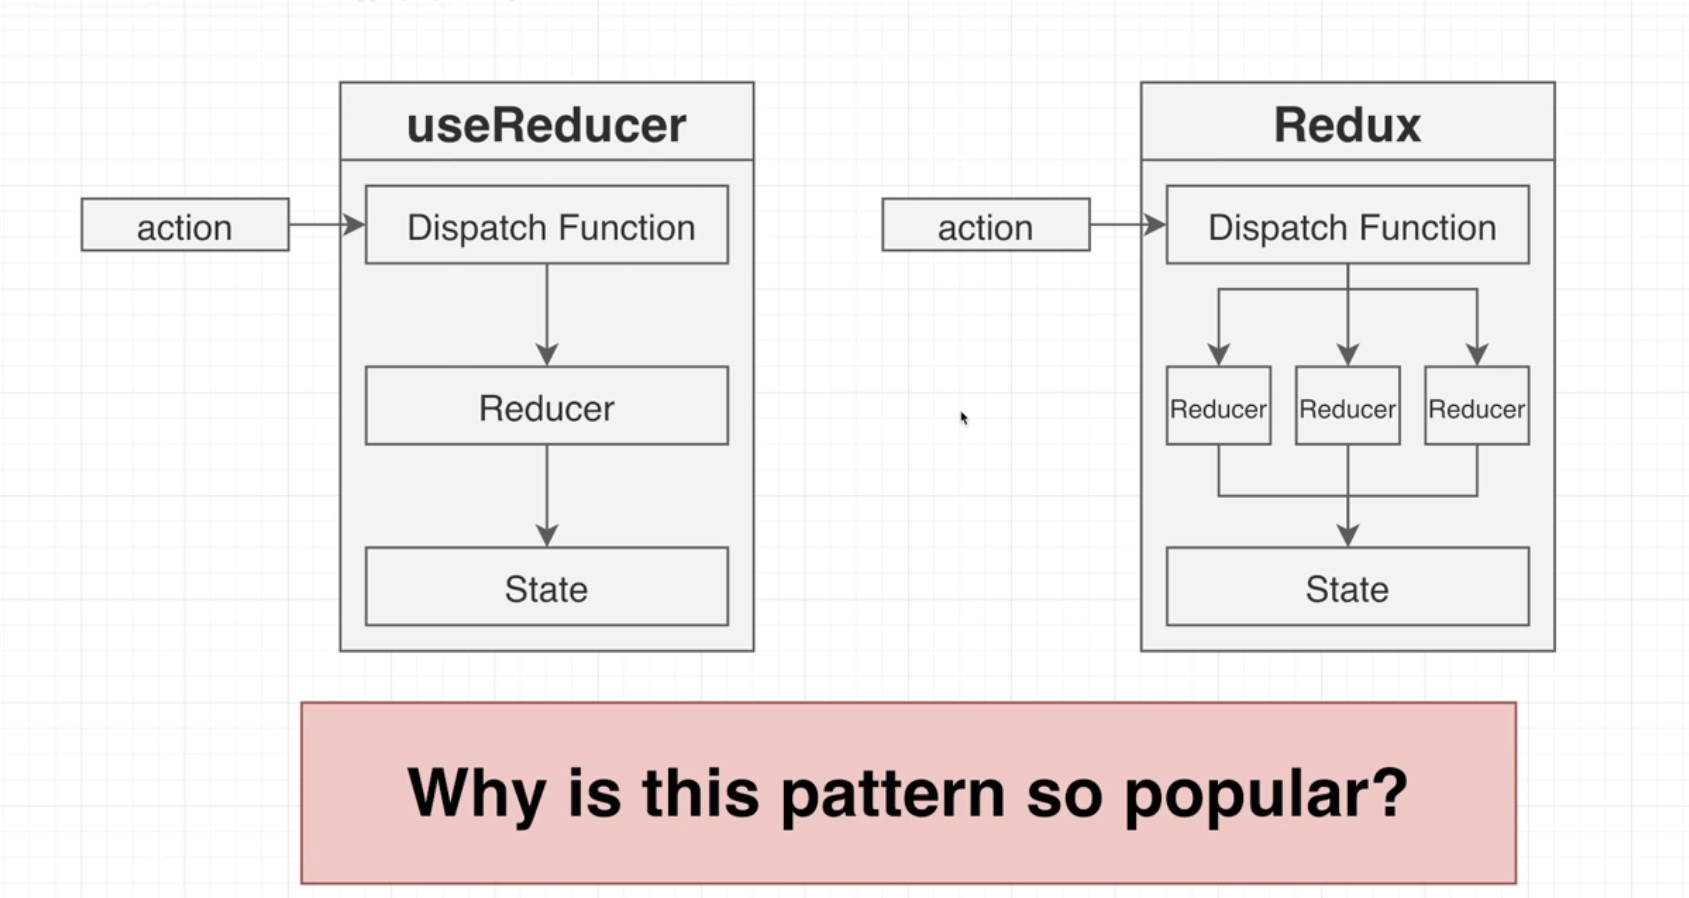 useReducer
action
Dispatch Function
Reducer
State
Redux
action
Dispatch Function
Reducer Reducer Reducer
State
Why is this pattern so popular?